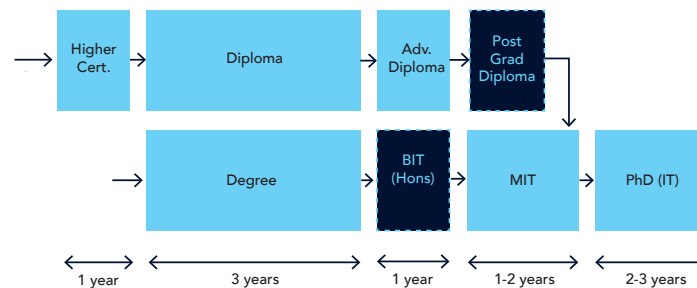 Higher
Cert.
Diploma
Adv.
Diploma
Post
Grad
Diploma
Degree
BIT
(Hons)
MIT
PhD (IT)
1 year
3 years
1 year
1-2 years
2-3 years